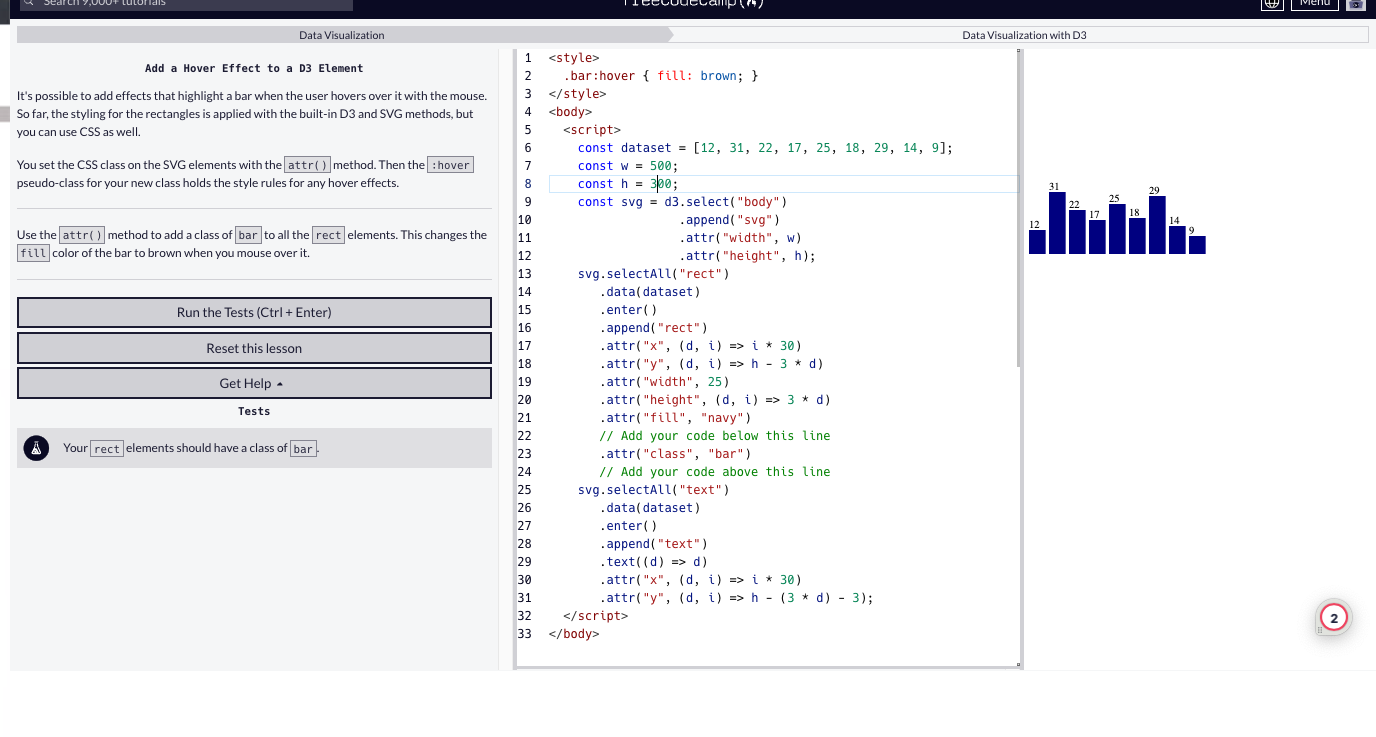 Search 9,000+ tutorials
freeCodeCamp
Menu
Data Visualization
Data Visualization with D3
Add a Hover Effect to a D3 Element
It's possible to add effects that highlight a bar when the user hovers over it with the mouse.
So far, the styling for the rectangles is applied with the built-in D3 and SVG methods, but
you can use CSS as well.
You set the CSS class on the SVG elements with the attr() method. Then the :hover
pseudo-class for your new class holds the style rules for any hover effects.
Use the attr() method to add a class of bar to all the rect elements. This changes the
fill color of the bar to brown when you mouse over it.
Run the Tests (Ctrl + Enter)
Reset this lesson
Get Help
Tests
Your rect elements should have a class of bar.
1 <style>
2 .bar:hover { fill: brown; }
3 </style>
4 <body>
5 <script>
6 const dataset = [12, 31, 22, 17, 25, 18, 29, 14, 9];
7 const w = 500;
8 const h = 300;
9 const svg = d3.select("body")
10 .append("svg")
11 .attr("width", w)
12 .attr("height", h);
13 svg.selectAll("rect")
14 .data(dataset)
15 .enter()
16 .append("rect")
17 .attr("x", (d, i) => i * 30)
18 .attr("y", (d, i) => h - 3 * d)
19 .attr("width", 25)
20 .attr("height", (d, i) => 3 * d)
21 .attr("fill", "navy")
22 // Add your code below this line
23 .attr("class", "bar")
24 // Add your code above this line
25 svg.selectAll("text")
26 .data(dataset)
27 .enter()
28 .append("text")
29 .text((d) => d)
30 .attr("x", (d, i) => i * 30)
31 .attr("y", (d, i) => h - (3 * d) - 3);
32 </script>
33 </body>
12 31 22 17 25 18 29 14 9
2